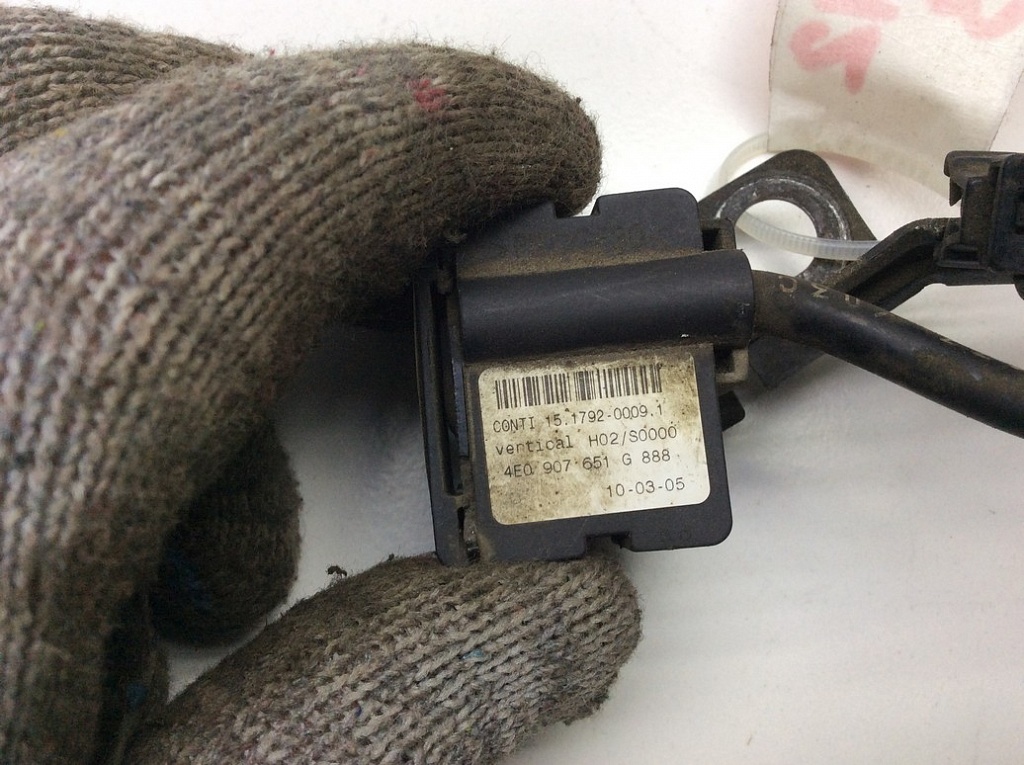 CONTI 15.1792-0009.1
vertical H02/S0000
4E0 907 651 G 888
10-03-05